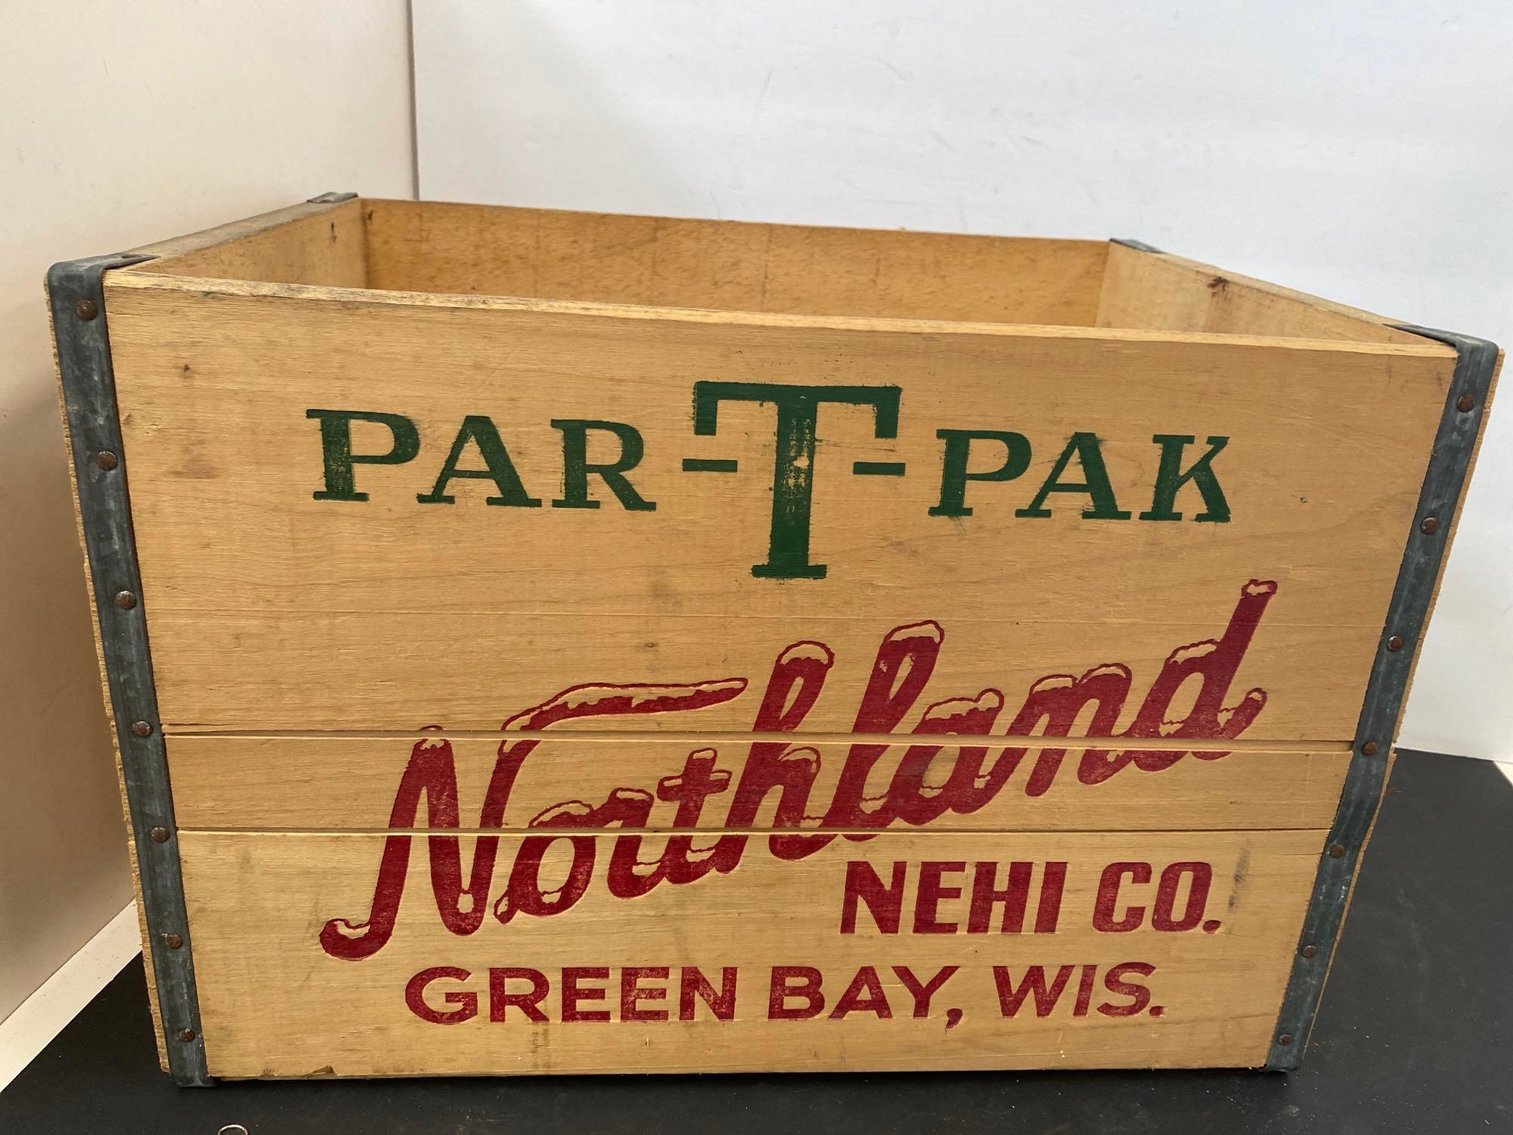 PAR-T-PAK
Northland
NEHI CO.
GREEN BAY, WIS.